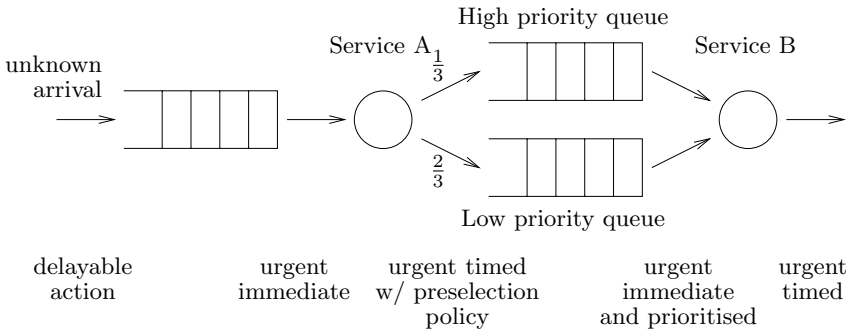 High priority queue
Service A
Service B
1/3
unknown
arrival
2/3
Low priority queue
delayable
action
urgent
immediate
urgent timed
w/ preselection
policy
urgent
immediate
and prioritised
urgent
timed